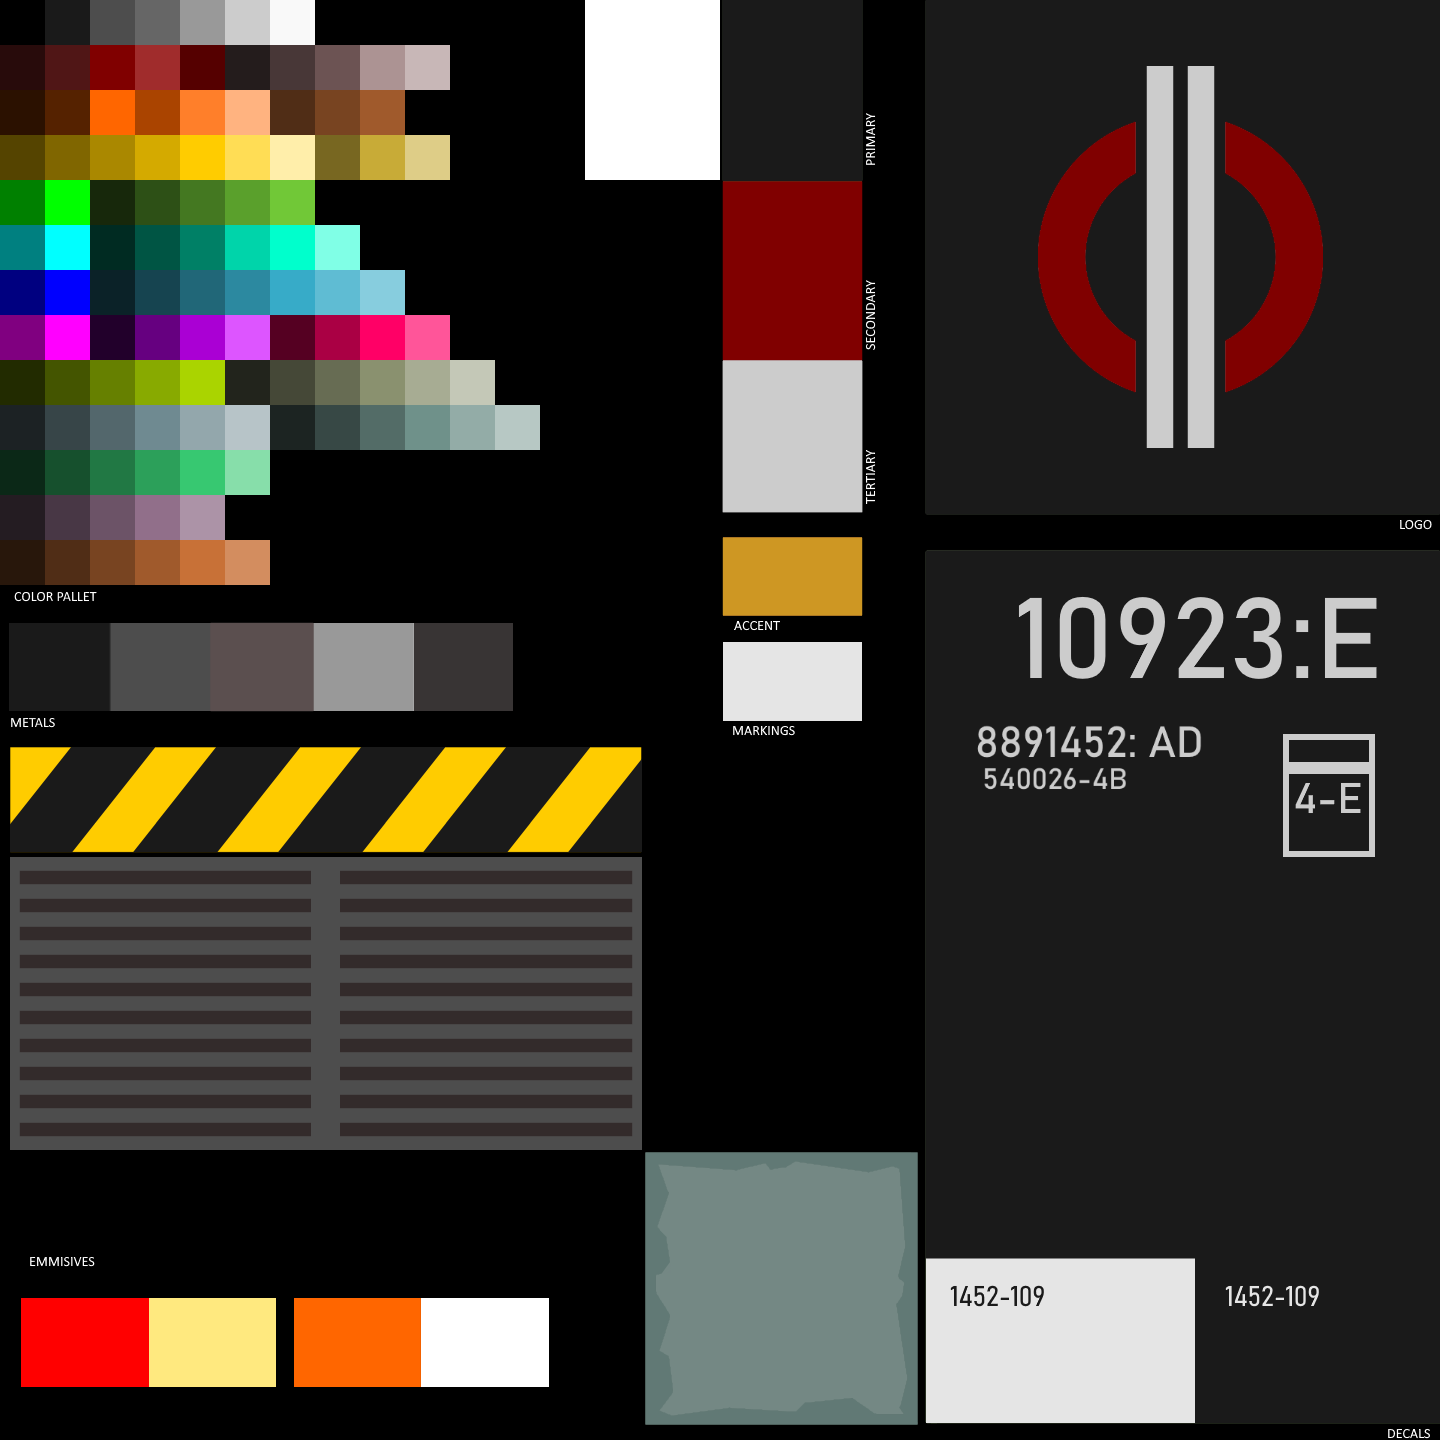 PRIMARY
SECONDARY
TERTIARY
LOGO
COLOR PALLET
ACCENT
METALS
MARKINGS
10923:E
8891452: AD
540026-4B
4-E
EMMISIVES
1452-109
1452-109
DECALS